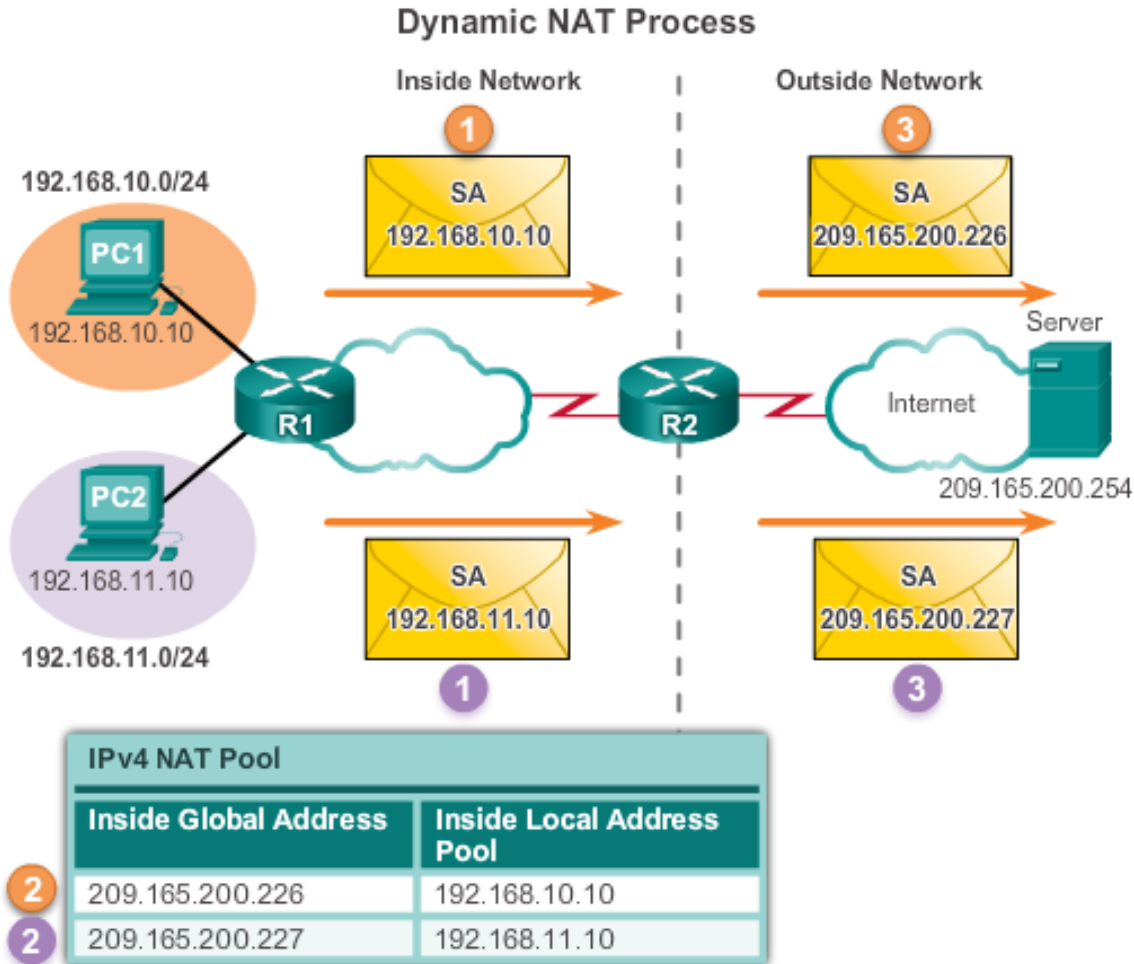 Dynamic NAT Process
Inside Network
Outside Network
1
3
192.168.10.0/24
SA
192.168.10.10
SA
209.165.200.226
PC1
192.168.10.10
Server
R1
R2
Internet
PC2
192.168.11.10
209.165.200.254
SA
192.168.11.10
SA
209.165.200.227
192.168.11.0/24
1
3
IPv4 NAT Pool
Inside Global Address
Inside Local Address
Pool
2
209.165.200.226
192.168.10.10
2
209.165.200.227
192.168.11.10